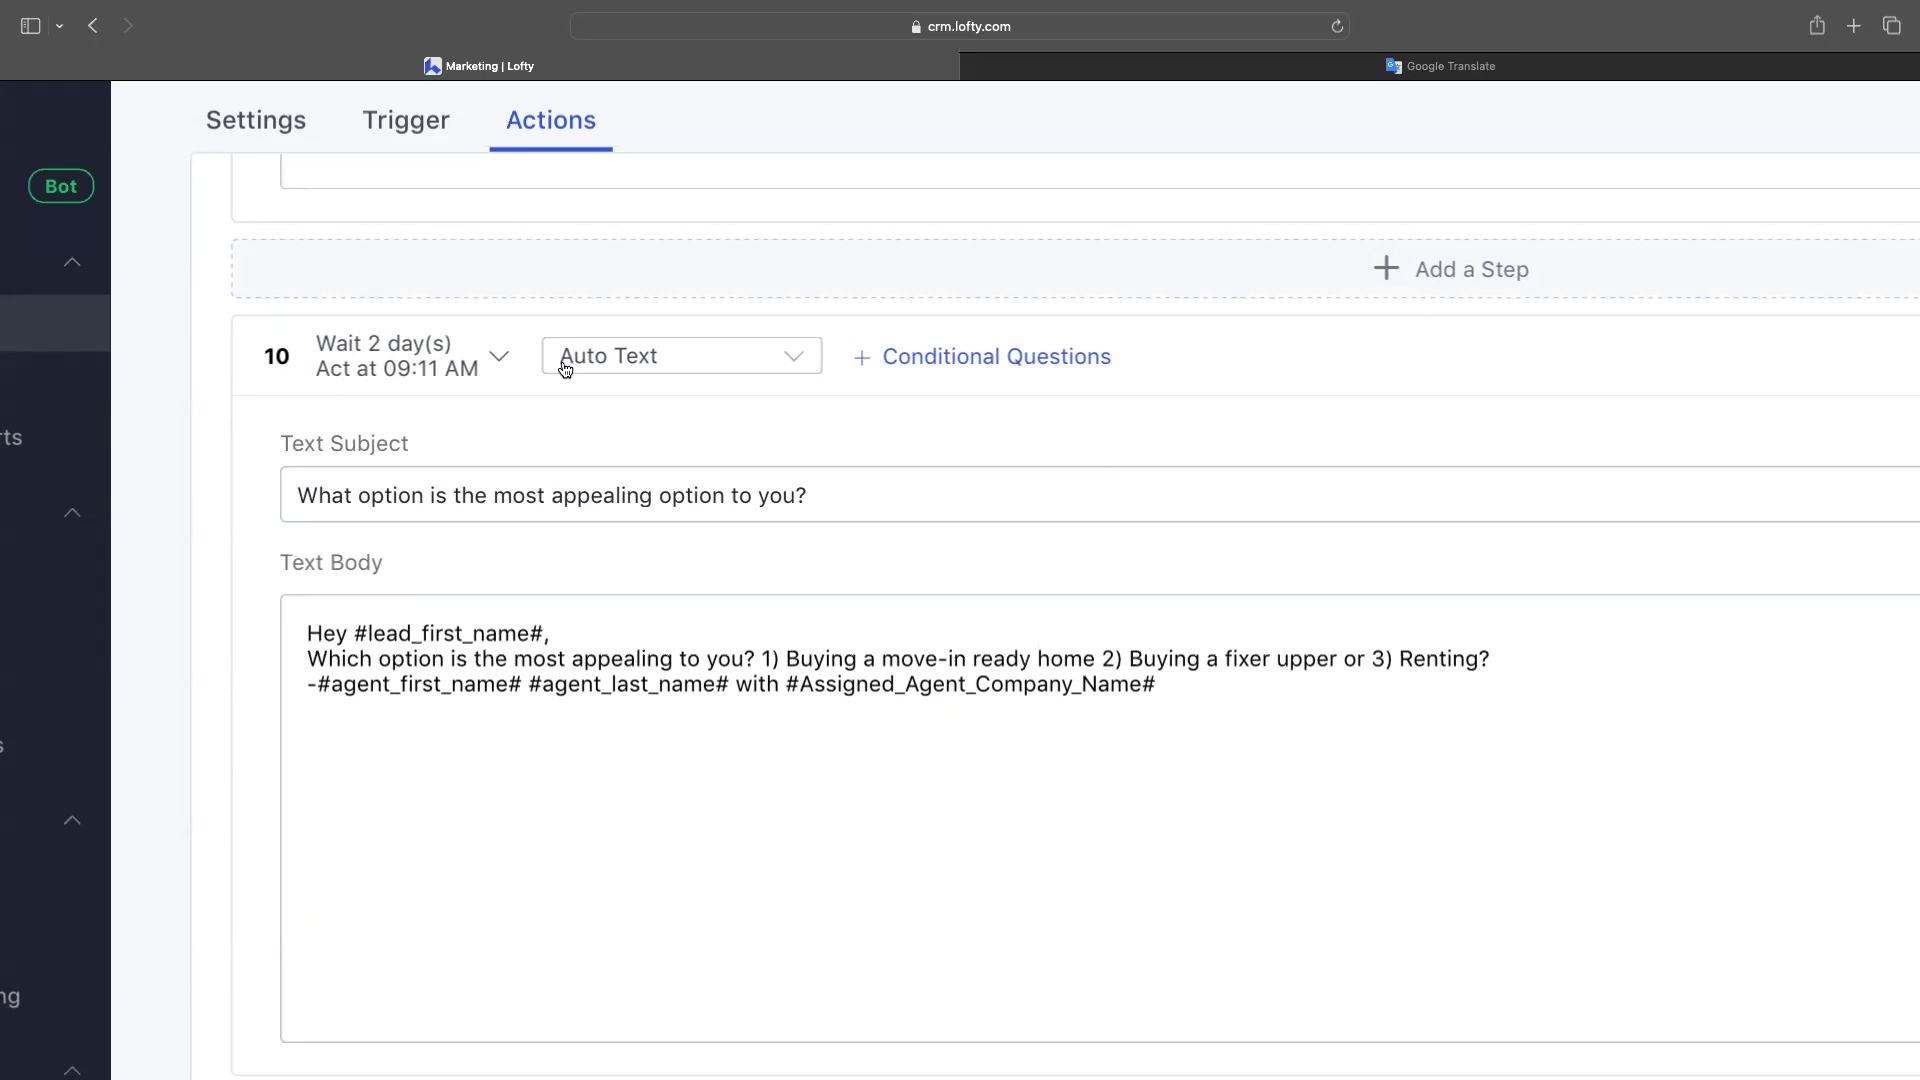 crm.lofty.com
Marketing | Lofty
Google Translate
Settings
Trigger
Actions
Bot
+ Add a Step
10
Wait 2 day(s)
Act at 09:11 AM
Auto Text
+ Conditional Questions
rts
Text Subject
What option is the most appealing option to you?
Text Body
Hey #lead_first_name#,
Which option is the most appealing to you? 1) Buying a move-in ready home 2) Buying a fixer upper or 3) Renting?
-#agent_first_name# #agent_last_name# with #Assigned_Agent_Company_Name#
s
ng